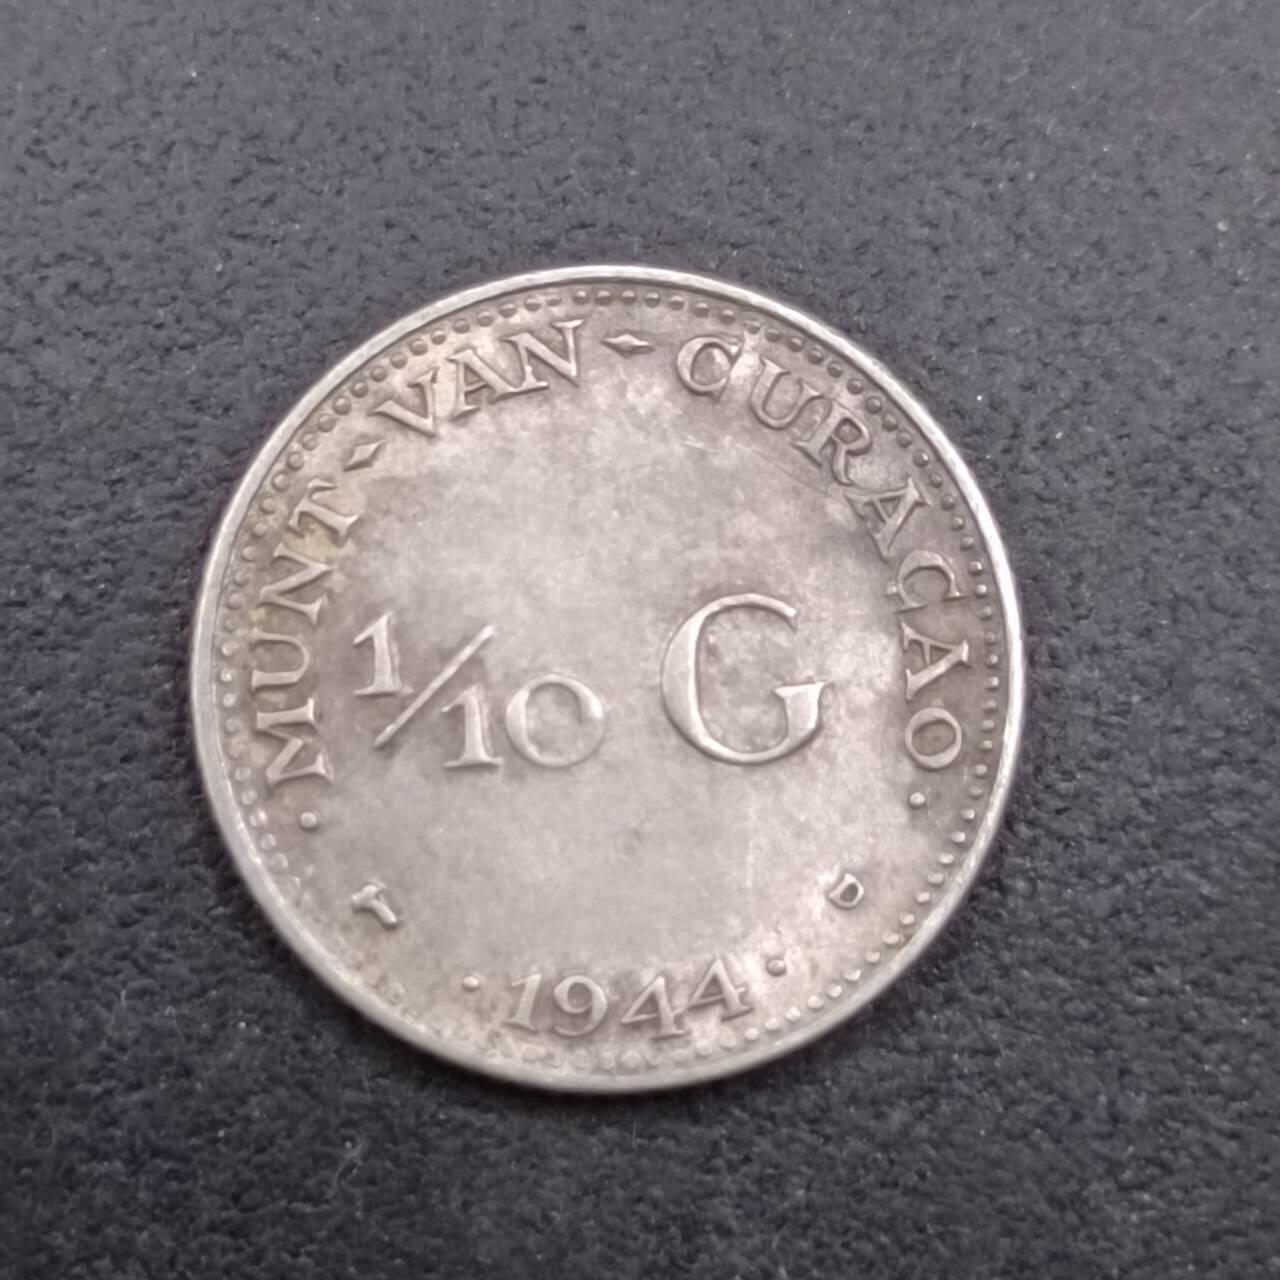 MUNT VAN CURAÇAO
1/10 G
D
1944